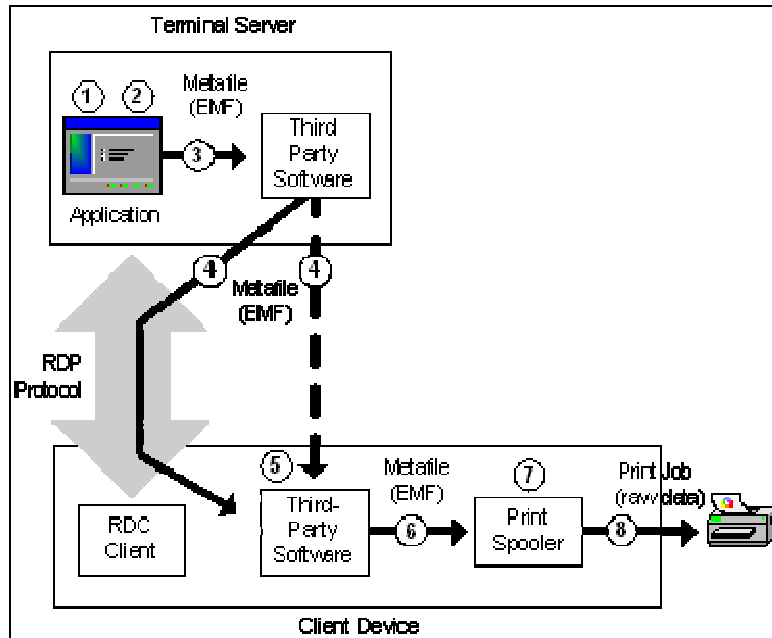 Terminal Server
1
2
Metafile
(EMF)
3
Third
Party
Software
Application
4
4
Metafile
(EMF)
RDP
Protocol
5
Metafile
(EMF)
7
Print Job
(raw data)
RDC
Client
Third-
Party
Software
6
Print
Spooler
8
Client Device